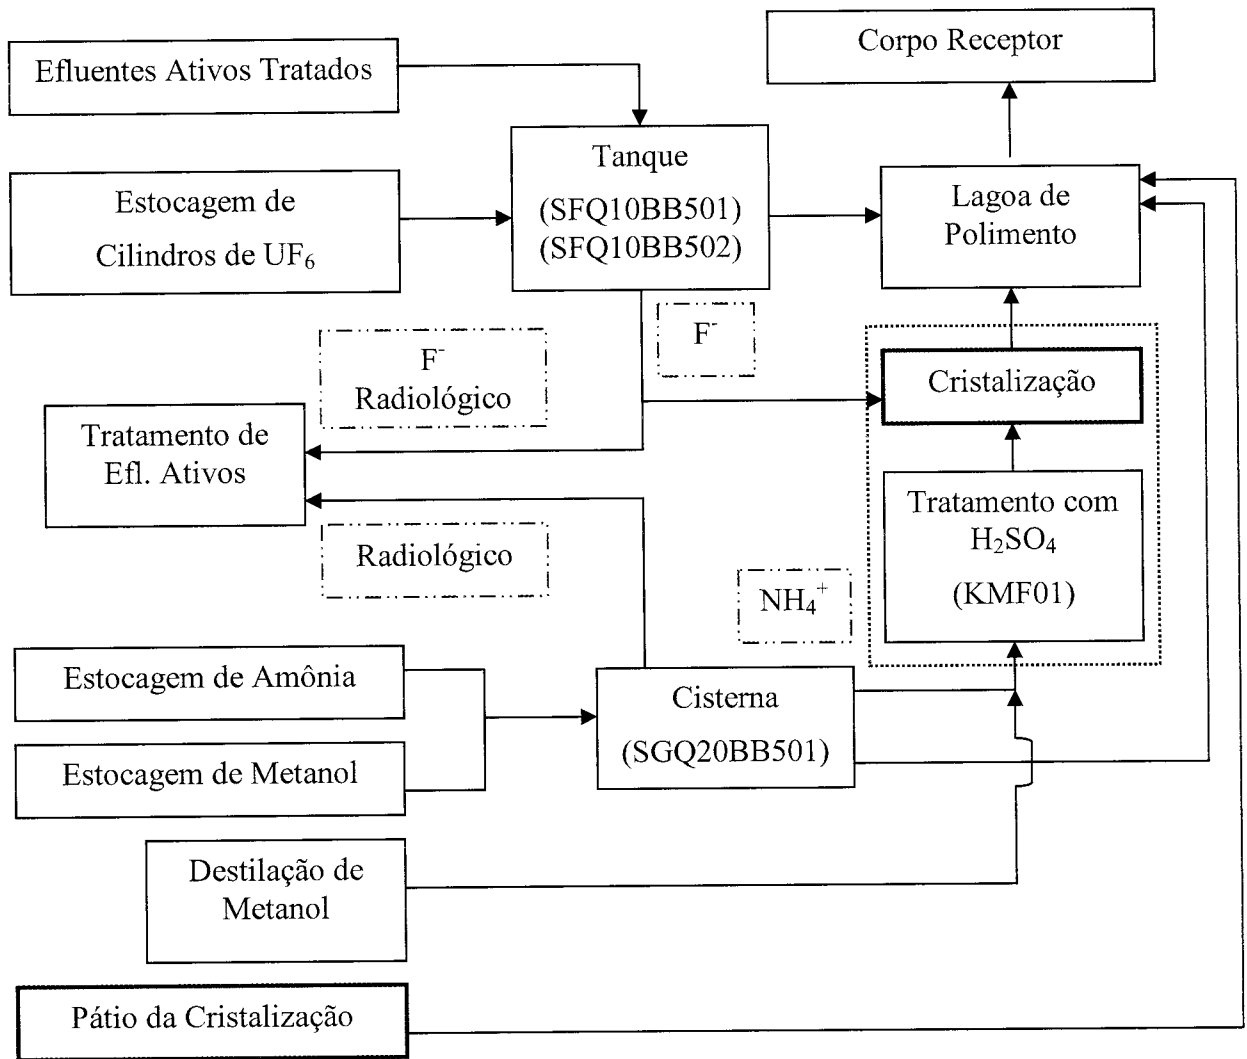 Corpo Receptor
Efluentes Ativos Tratados
Tanque
(SFQ10BB501)
(SFQ10BB502)
Lagoa de
Polimento
Estocagem de
Cilindros de UF₆
F⁻
F⁻
Radiológico
Cristalização
Tratamento de
Efl. Ativos
Tratamento com
H₂SO₄
(KMF01)
Radiológico
NH₄⁺
Estocagem de Amônia
Cisterna
(SGQ20BB501)
Estocagem de Metanol
Destilação de
Metanol
Pátio da Cristalização